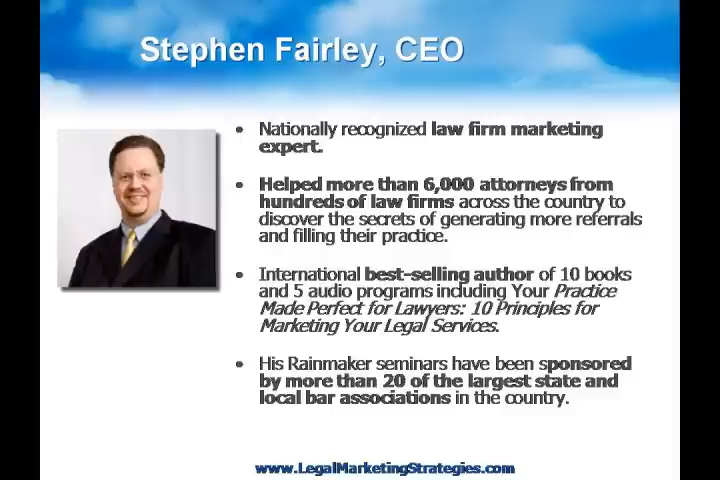 Stephen Fairley, CEO
• Nationally recognized law firm marketing
expert.
• Helped more than 6,000 attorneys from
hundreds of law firms across the country to
discover the secrets of generating more referrals
and filling their practice.
• International best-selling author of 10 books
and 5 audio programs including Your Practice
Made Perfect for Lawyers: 10 Principles for
Marketing Your Legal Services.
• His Rainmaker seminars have been sponsored
by more than 20 of the largest state and
local bar associations in the country.
www.LegalMarketingStrategies.com